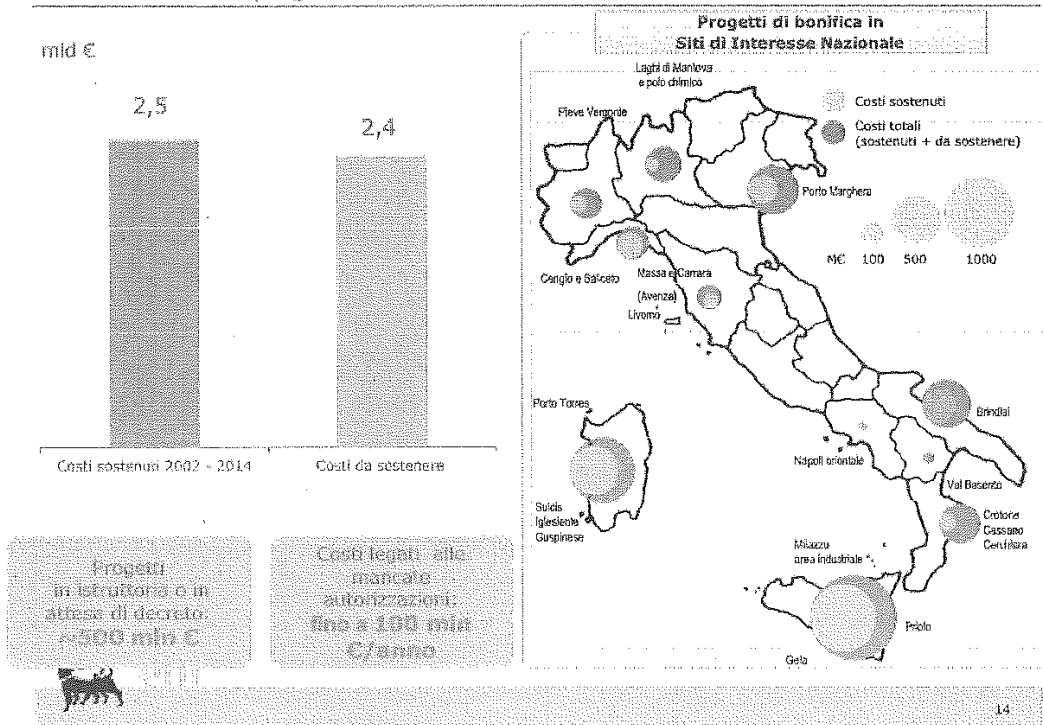 mld €
2,5
2,4
Costi sostenuti 2002 - 2014
Costi da sostenere
Progetti
in istruttoria o in
attesa di decreto:
~500 mln €
Costi legati alle
mancate
autorizzazioni:
fino a 100 mln
€/anno
Progetti di bonifica in
Siti di Interesse Nazionale
Laghi di Mantova
e polo chimico
Pieve Vergonte
Costi sostenuti
Costi totali
(sostenuti + da sostenere)
Porto Marghera
M€ 100 500 1000
Cengio e Saliceto
Massa e Carrara
(Avenza)
Livorno
Porto Torres
Brindisi
Napoli orientale
Val Basento
Sulcis
Iglesiente
Guspinese
Crotone
Cassano
Cerchiara
Milazzo
area industriale
Priolo
Gela
14